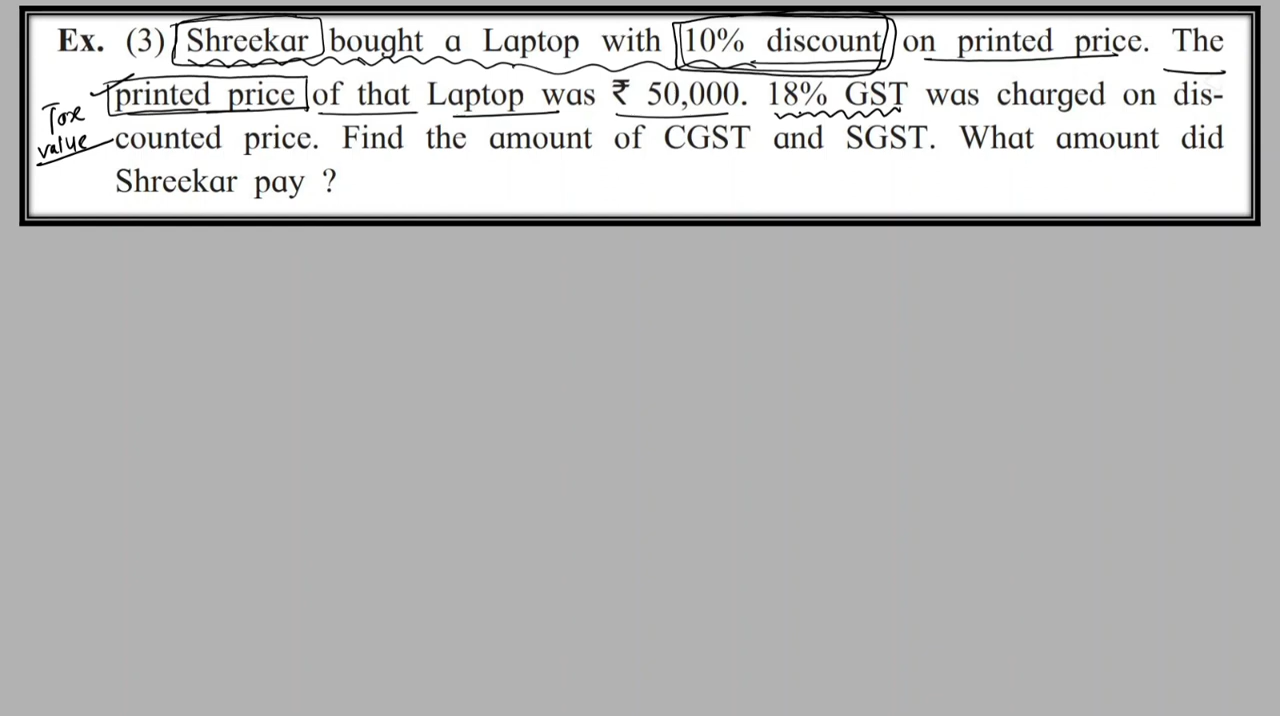 Ex. (3) Shreekar bought a Laptop with 10% discount on printed price. The
printed price of that Laptop was ₹ 50,000. 18% GST was charged on dis-
Tax
value
counted price. Find the amount of CGST and SGST. What amount did
Shreekar pay ?